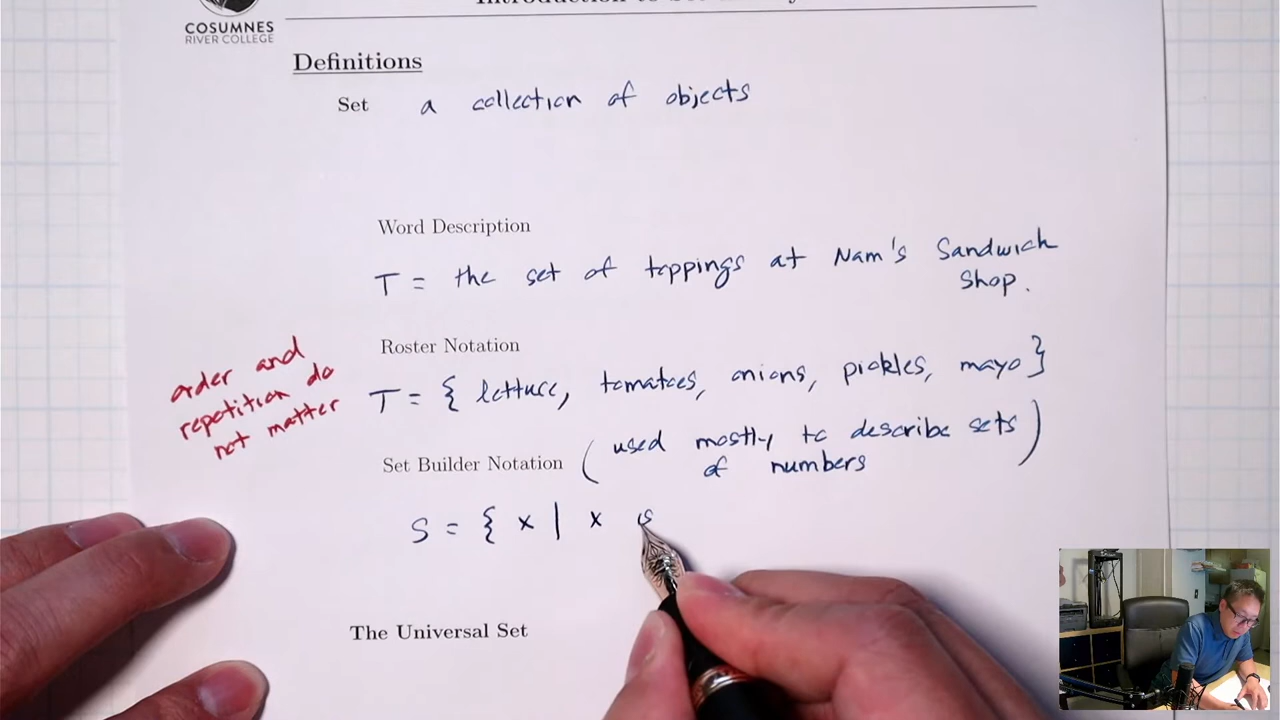 COSUMNES
RIVER COLLEGE
Definitions
Set a collection of objects
Word Description
T = the set of toppings at Nam's Sandwich
Shop.
Roster Notation
T = { lettuce, tomatoes, onions, pickles, mayo }
order and
repetition do
not matter
Set Builder Notation ( used mostly to describe sets
of numbers )
S = { x | x is
The Universal Set